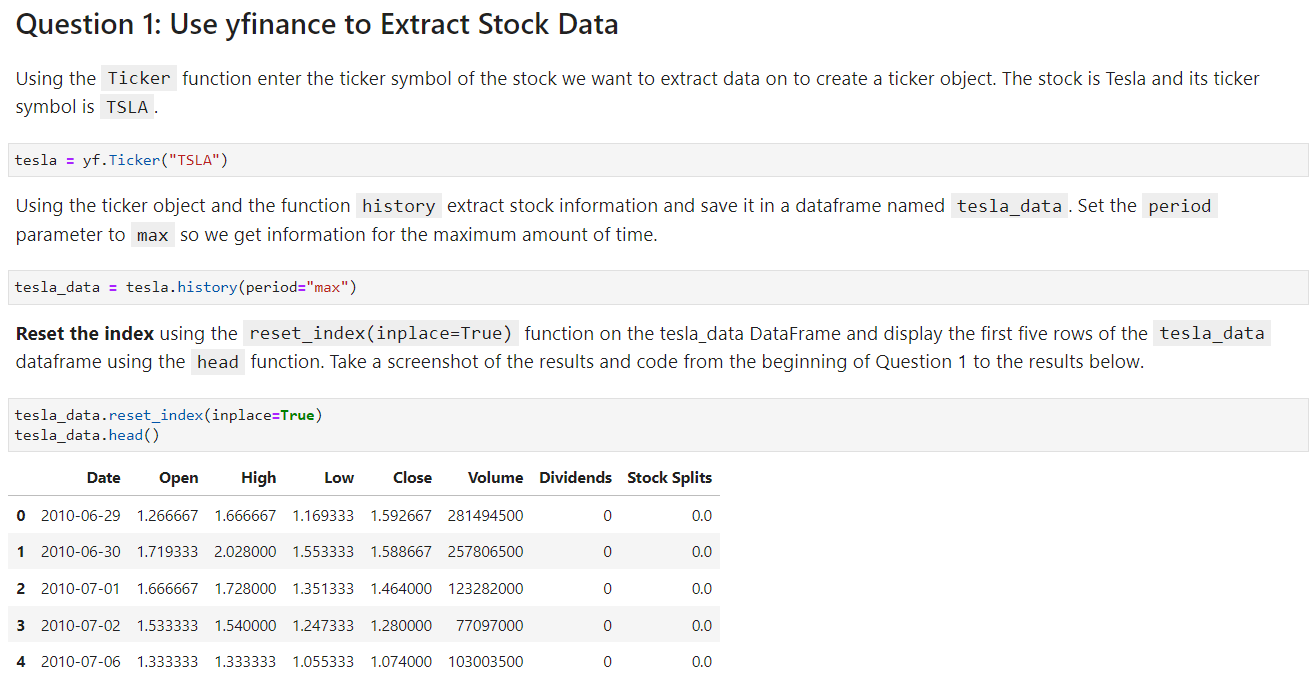 Question 1: Use yfinance to Extract Stock Data
Using the Ticker function enter the ticker symbol of the stock we want to extract data on to create a ticker object. The stock is Tesla and its ticker
symbol is TSLA .
tesla = yf.Ticker("TSLA")
Using the ticker object and the function history extract stock information and save it in a dataframe named tesla_data . Set the period
parameter to max so we get information for the maximum amount of time.
tesla_data = tesla.history(period="max")
Reset the index using the reset_index(inplace=True) function on the tesla_data DataFrame and display the first five rows of the tesla_data
dataframe using the head function. Take a screenshot of the results and code from the beginning of Question 1 to the results below.
tesla_data.reset_index(inplace=True)
tesla_data.head()
Date Open High Low Close Volume Dividends Stock Splits
0 2010-06-29 1.266667 1.666667 1.169333 1.592667 281494500 0 0.0
1 2010-06-30 1.719333 2.028000 1.553333 1.588667 257806500 0 0.0
2 2010-07-01 1.666667 1.728000 1.351333 1.464000 123282000 0 0.0
3 2010-07-02 1.533333 1.540000 1.247333 1.280000 77097000 0 0.0
4 2010-07-06 1.333333 1.333333 1.055333 1.074000 103003500 0 0.0